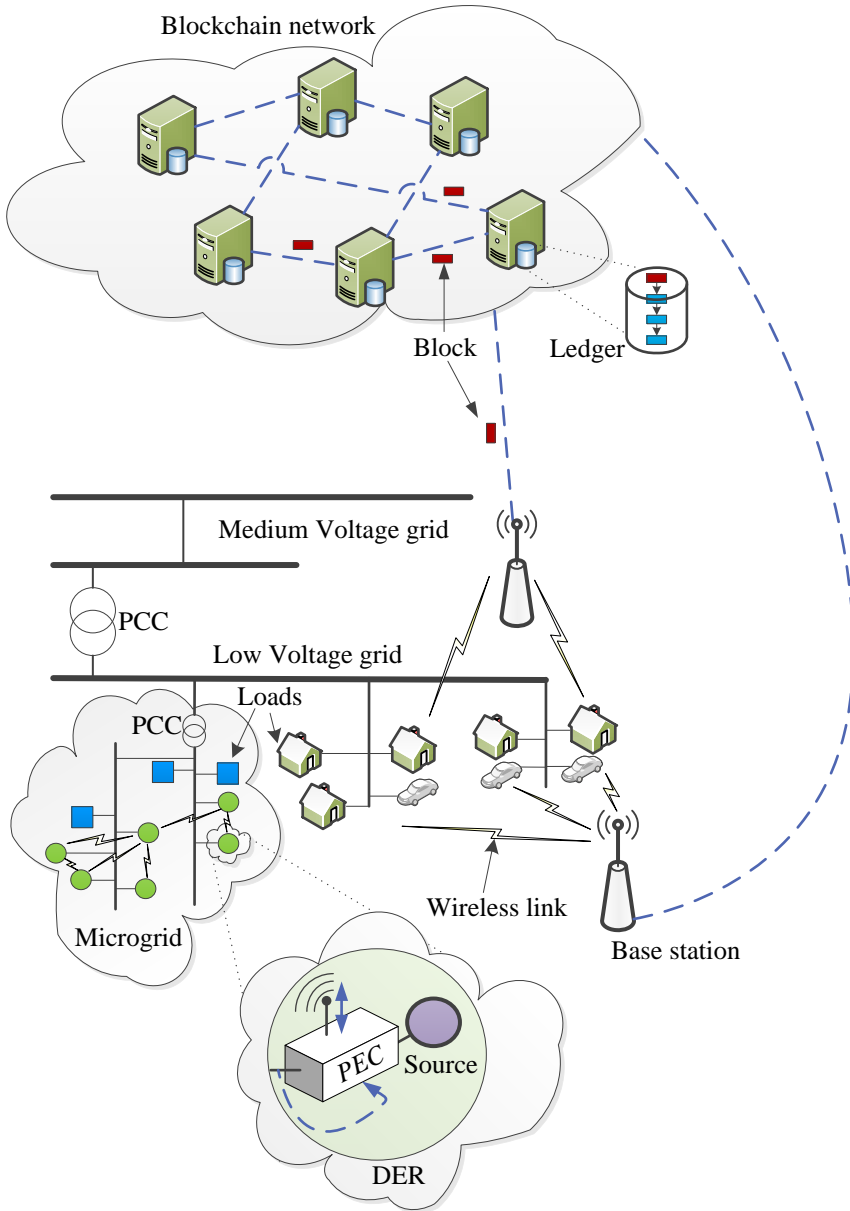 Blockchain network
Block
Ledger
Medium Voltage grid
PCC
Low Voltage grid
Loads
PCC
Wireless link
Microgrid
Base station
PEC
Source
DER